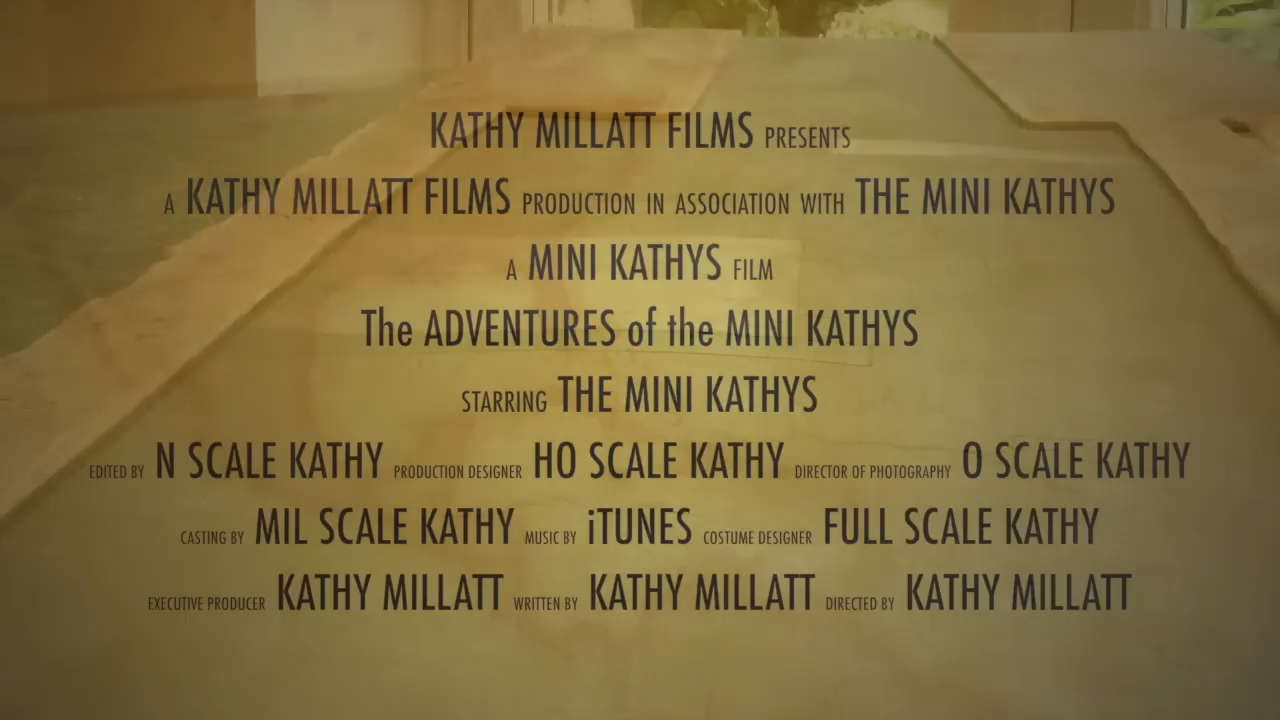 KATHY MILLATT FILMS PRESENTS
A KATHY MILLATT FILMS PRODUCTION IN ASSOCIATION WITH THE MINI KATHYS
A MINI KATHYS FILM
The ADVENTURES of the MINI KATHYS
STARRING THE MINI KATHYS
EDITED BY N SCALE KATHY PRODUCTION DESIGNER HO SCALE KATHY DIRECTOR OF PHOTOGRAPHY O SCALE KATHY
CASTING BY MIL SCALE KATHY MUSIC BY iTUNES COSTUME DESIGNER FULL SCALE KATHY
EXECUTIVE PRODUCER KATHY MILLATT WRITTEN BY KATHY MILLATT DIRECTED BY KATHY MILLATT